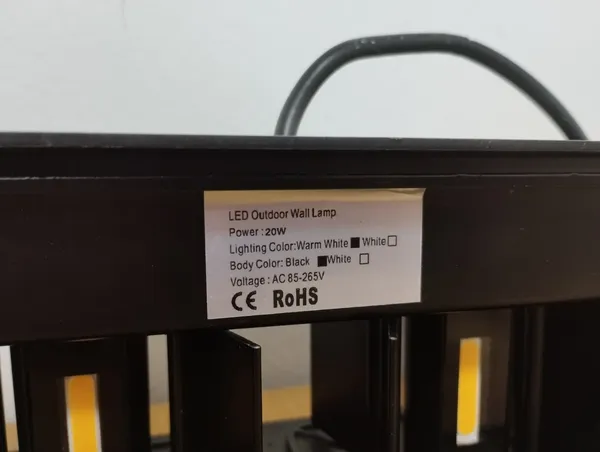 LED Outdoor Wall Lamp
Power : 20W
Lighting Color:Warm White ■ White □
Body Color: Black ■White □
Voltage : AC 85-265V
CE RoHS